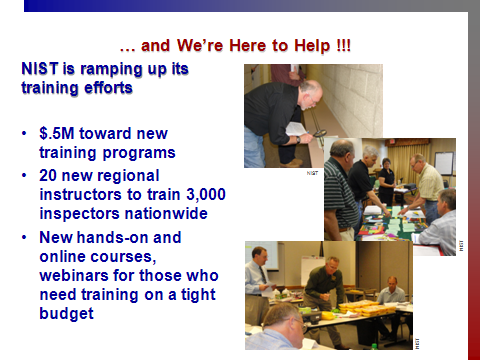 … and We’re Here to Help !!!
NIST is ramping up its
training efforts
• $.5M toward new
training programs
• 20 new regional
instructors to train 3,000
inspectors nationwide
• New hands-on and
online courses,
webinars for those who
need training on a tight
budget
NIST
NIST
NIST